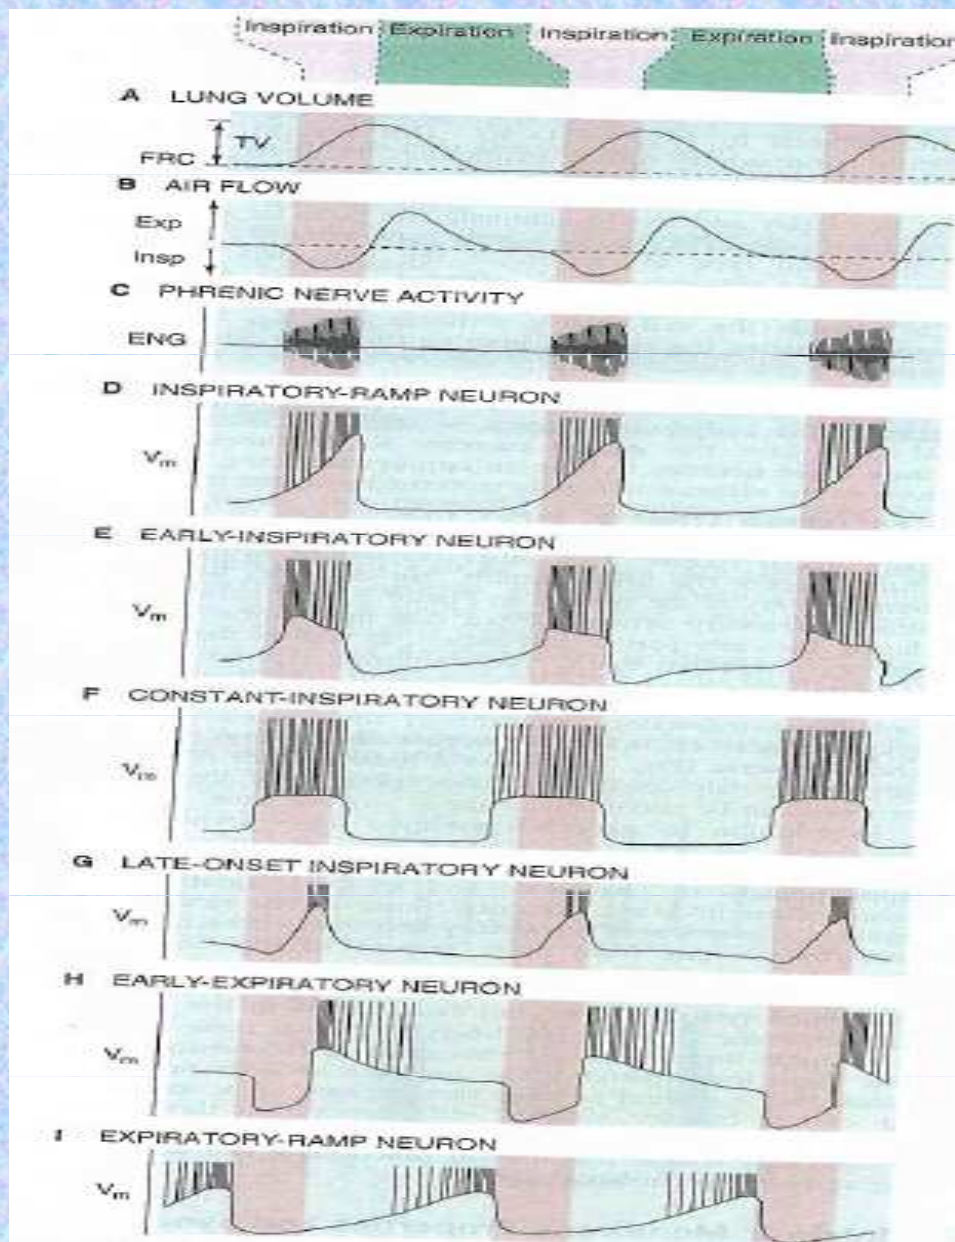 Inspiration Expiration Inspiration Expiration Inspiration
A LUNG VOLUME
TV
FRC
B AIR FLOW
Exp
Insp
C PHRENIC NERVE ACTIVITY
ENG
D INSPIRATORY-RAMP NEURON
Vm
E EARLY-INSPIRATORY NEURON
Vm
F CONSTANT-INSPIRATORY NEURON
Vm
G LATE-ONSET INSPIRATORY NEURON
Vm
H EARLY-EXPIRATORY NEURON
Vm
I EXPIRATORY-RAMP NEURON
Vm